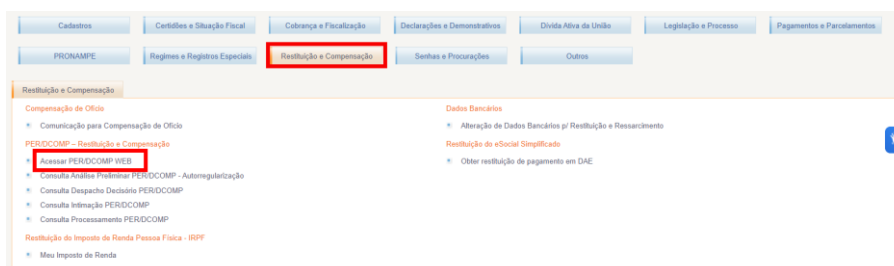 Cadastros
Certidões e Situação Fiscal
Cobrança e Fiscalização
Declarações e Demonstrativos
Dívida Ativa da União
Legislação e Processo
Pagamentos e Parcelamentos
PRONAMPE
Regimes e Registros Especiais
Restituição e Compensação
Senhas e Procurações
Outros
Restituição e Compensação
Compensação de Ofício
Comunicação para Compensação de Ofício
PER/DCOMP – Restituição e Compensação
Acessar PER/DCOMP WEB
Consulta Análise Preliminar PER/DCOMP - Autorregularização
Consulta Despacho Decisório PER/DCOMP
Consulta Intimação PER/DCOMP
Consulta Processamento PER/DCOMP
Restituição do Imposto de Renda Pessoa Física - IRPF
Meu Imposto de Renda
Dados Bancários
Alteração de Dados Bancários p/ Restituição e Ressarcimento
Restituição do eSocial Simplificado
Obter restituição de pagamento em DAE